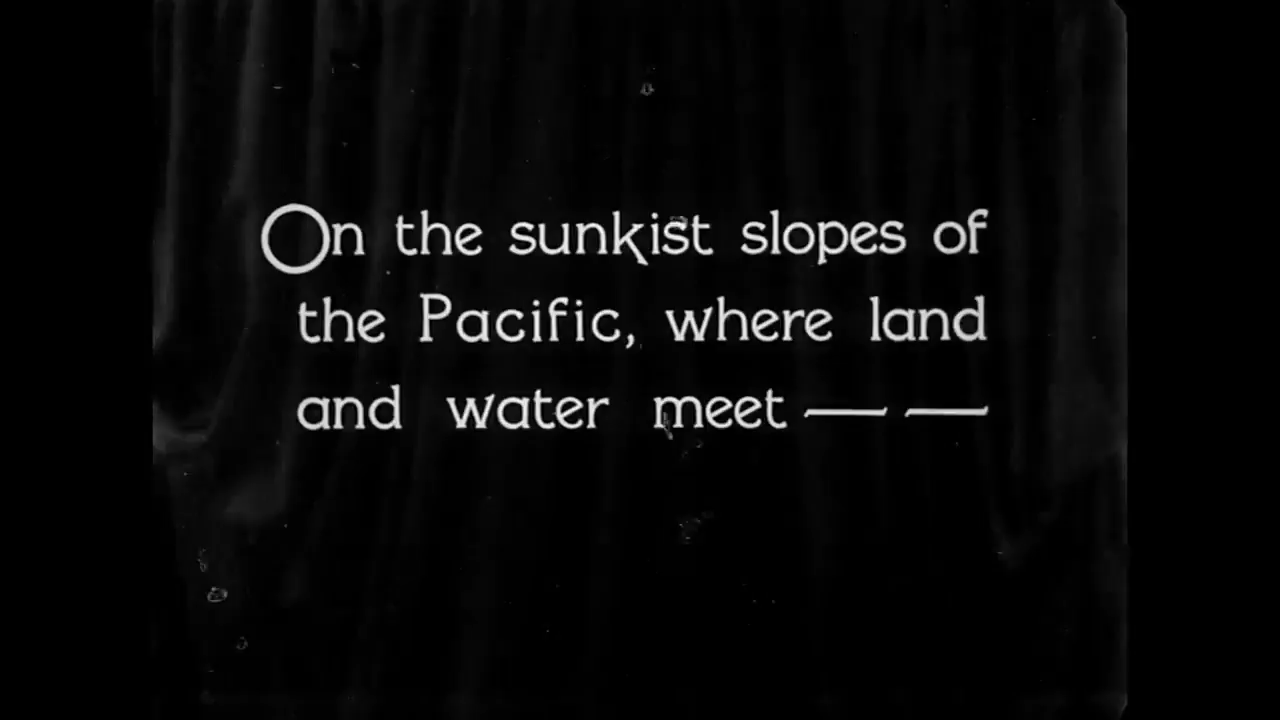 On the sunkist slopes of
the Pacific, where land
and water meet — —